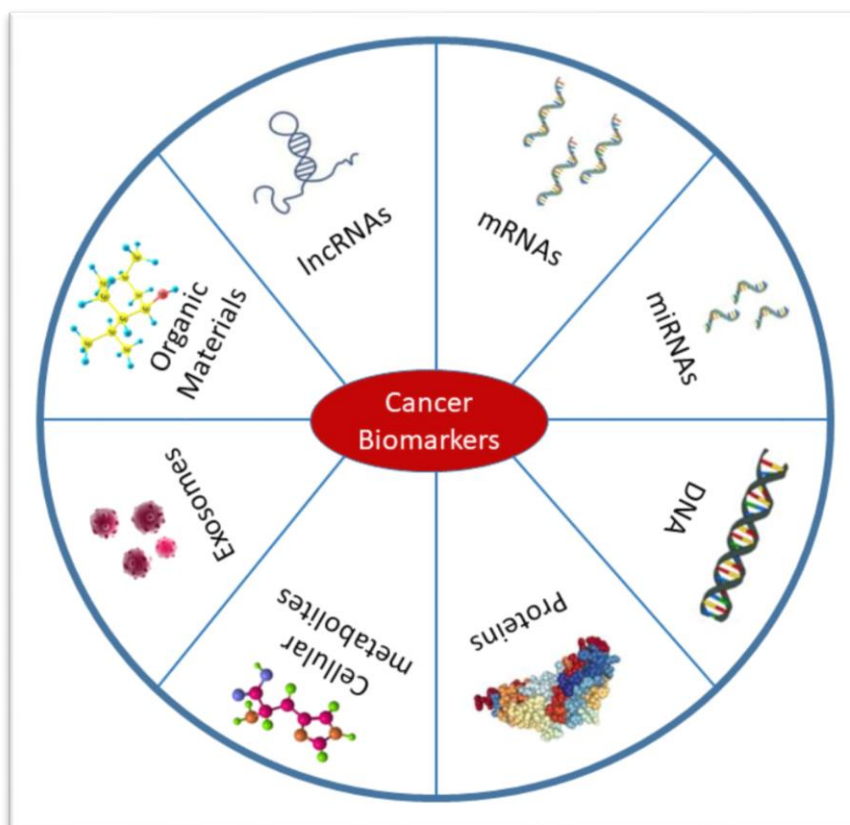 lncRNAs
mRNAs
miRNAs
DNA
Proteins
Cellular
metabolites
Exosomes
Organic
Materials
Cancer
Biomarkers